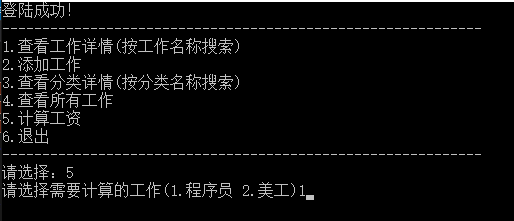 登陆成功!
------------------------------------------------------------
1.查看工作详情(按工作名称搜索)
2.添加工作
3.查看分类详情(按分类名称搜索)
4.查看所有工作
5.计算工资
6.退出
------------------------------------------------------------
请选择：5
请选择需要计算的工作(1.程序员 2.美工)1